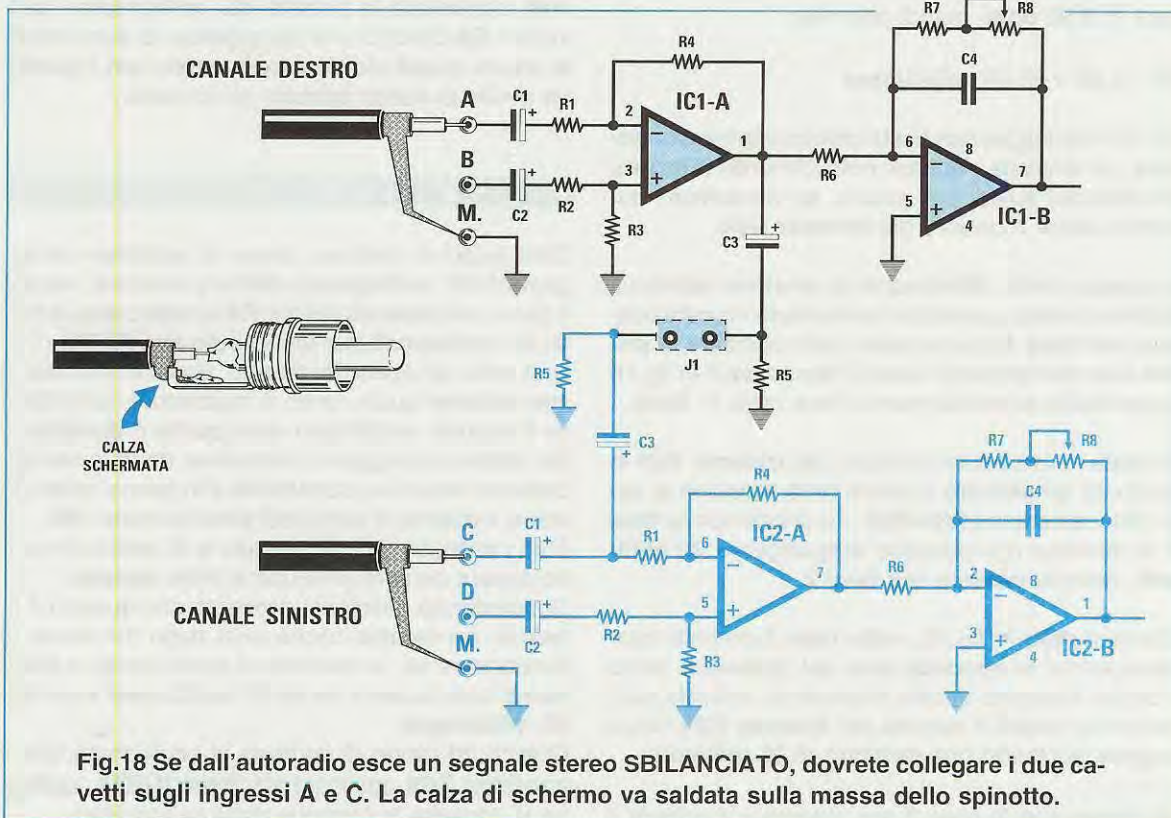 R7
R8
CANALE DESTRO
R4
C4
A
C1
R1
IC1-A
2
−
1
6
−
8
7
B
+
R6
3
+
C2
R2
5
+
4
IC1-B
M.
R3
C3
+
J1
R5
R5
CALZA
SCHERMATA
C3
+
R7
R8
R4
C
C1
R1
IC2-A
C4
6
−
7
R6
2
−
8
1
CANALE SINISTRO
D
5
+
3
+
4
IC2-B
M.
C2
R2
R3
Fig.18 Se dall'autoradio esce un segnale stereo SBILANCIATO, dovrete collegare i due ca-
vetti sugli ingressi A e C. La calza di schermo va saldata sulla massa dello spinotto.